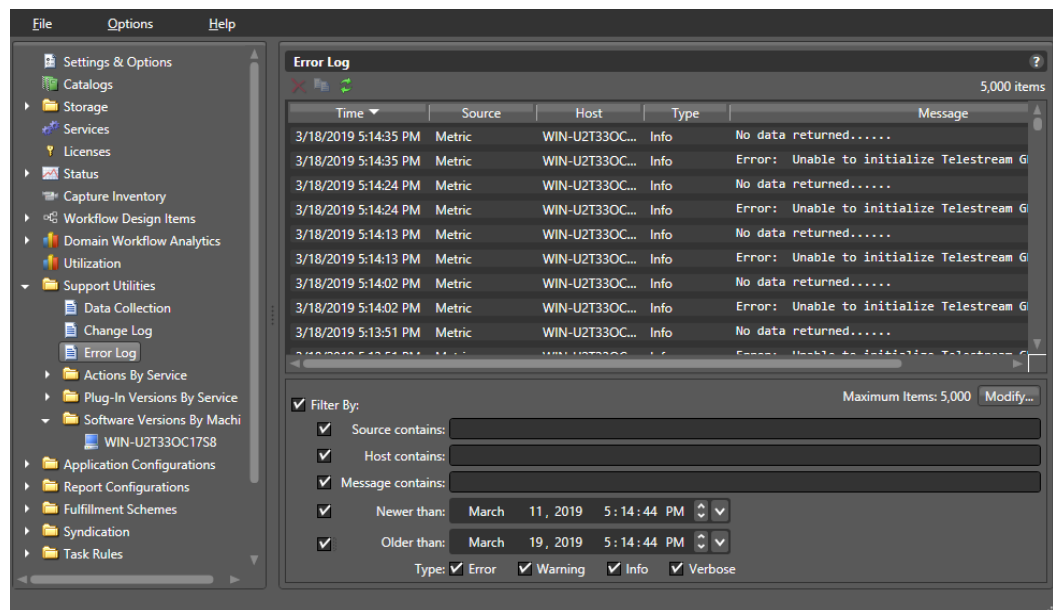 File Options Help
Settings & Options
Catalogs
Storage
Services
Licenses
Status
Capture Inventory
Workflow Design Items
Domain Workflow Analytics
Utilization
Support Utilities
Data Collection
Change Log
Error Log
Actions By Service
Plug-In Versions By Service
Software Versions By Machi
WIN-U2T33OC17S8
Application Configurations
Report Configurations
Fulfillment Schemes
Syndication
Task Rules
Error Log ?
5,000 items
Time Source Host Type Message
3/18/2019 5:14:35 PM Metric WIN-U2T33OC... Info No data returned......
3/18/2019 5:14:35 PM Metric WIN-U2T33OC... Info Error: Unable to initialize Telestream
3/18/2019 5:14:24 PM Metric WIN-U2T33OC... Info No data returned......
3/18/2019 5:14:24 PM Metric WIN-U2T33OC... Info Error: Unable to initialize Telestream
3/18/2019 5:14:13 PM Metric WIN-U2T33OC... Info No data returned......
3/18/2019 5:14:13 PM Metric WIN-U2T33OC... Info Error: Unable to initialize Telestream
3/18/2019 5:14:02 PM Metric WIN-U2T33OC... Info No data returned......
3/18/2019 5:14:02 PM Metric WIN-U2T33OC... Info Error: Unable to initialize Telestream
3/18/2019 5:13:51 PM Metric WIN-U2T33OC... Info No data returned......
Maximum Items: 5,000 Modify...
Filter By:
Source contains:
Host contains:
Message contains:
Newer than: March 11, 2019 5:14:44 PM
Older than: March 19, 2019 5:14:44 PM
Type: Error Warning Info Verbose